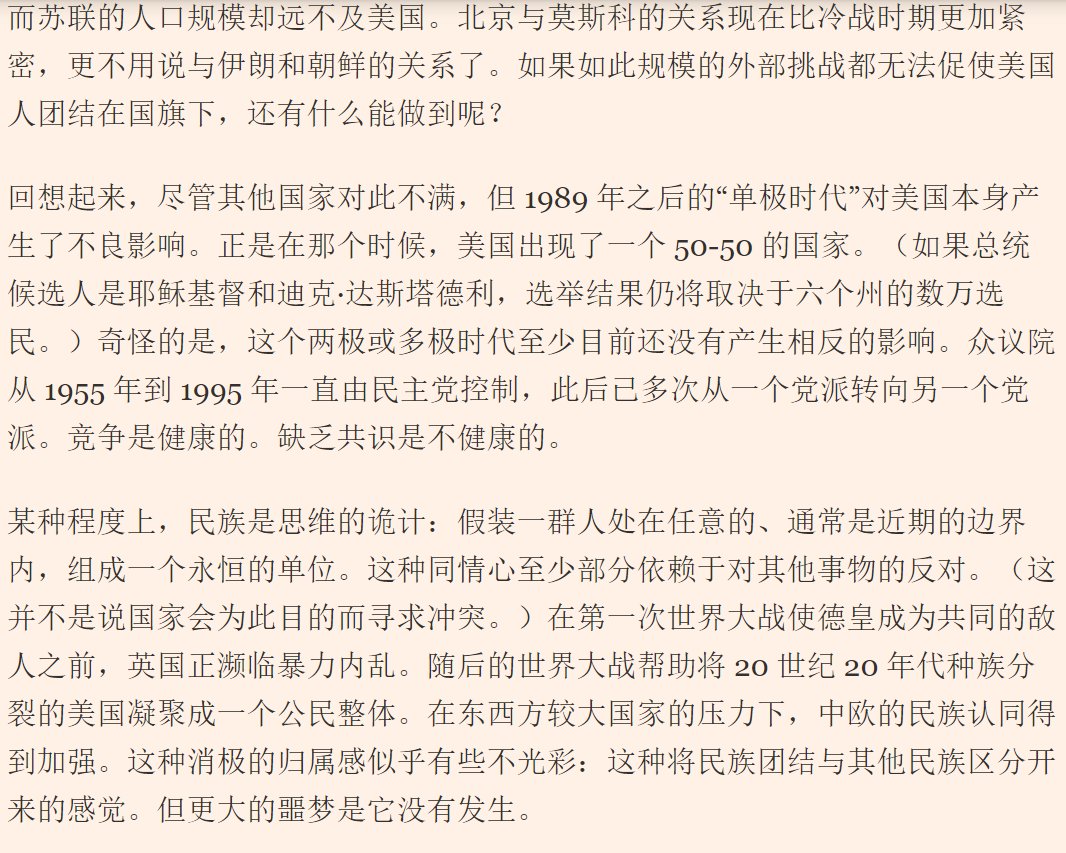 而苏联的人口规模却远不及美国。北京与莫斯科的关系现在比冷战时期更加紧
密，更不用说与伊朗和朝鲜的关系了。如果如此规模的外部挑战都无法促使美国
人团结在国旗下，还有什么能做到呢？
回想起来，尽管其他国家对此不满，但 1989 年之后的“单极时代”对美国本身产
生了不良影响。正是在那个时候，美国出现了一个 50-50 的国家。（如果总统
候选人是耶稣基督和迪克·达斯塔德利，选举结果仍将取决于六个州的数万选
民。）奇怪的是，这个两极或多极时代至少目前还没有产生相反的影响。众议院
从 1955 年到 1995 年一直由民主党控制，此后已多次从一个党派转向另一个党
派。竞争是健康的。缺乏共识是不健康的。
某种程度上，民族是思维的诡计：假装一群人处在任意的、通常是近期的边界
内，组成一个永恒的单位。这种同情心至少部分依赖于对其他事物的反对。（这
并不是说国家会为此目的而寻求冲突。）在第一次世界大战使德皇成为共同的敌
人之前，英国正濒临暴力内乱。随后的世界大战帮助将 20 世纪 20 年代种族分
裂的美国凝聚成一个公民整体。在东西方较大国家的压力下，中欧的民族认同得
到加强。这种消极的归属感似乎有些不光彩：这种将民族团结与其他民族区分开
来的感觉。但更大的噩梦是它没有发生。